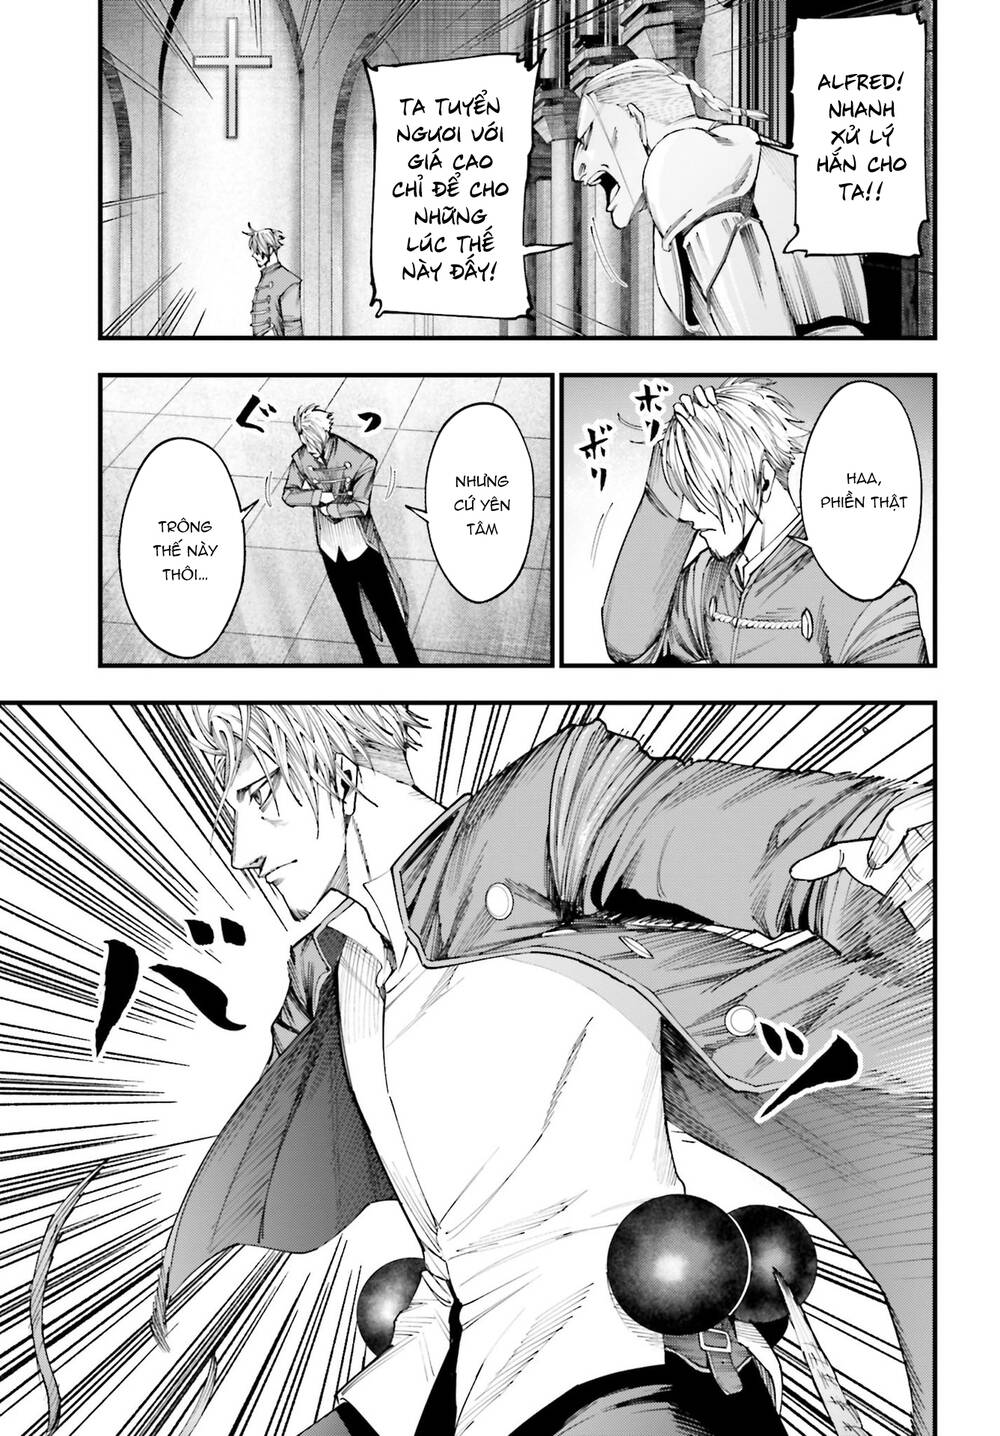 ALFRED!
NHANH
XỬ LÝ
HẮN CHO
TA!!
TA TUYỂN
NGƯƠI VỚI
GIÁ CAO
CHỈ ĐỂ CHO
NHỮNG
LÚC THẾ
NÀY ĐẤY!
HAA,
PHIỀN THẬT
ボリ
ボリ
NHƯNG
CỨ YÊN
TÂM
TRÔNG
THẾ NÀY
THÔI...
ぐっ
バッ